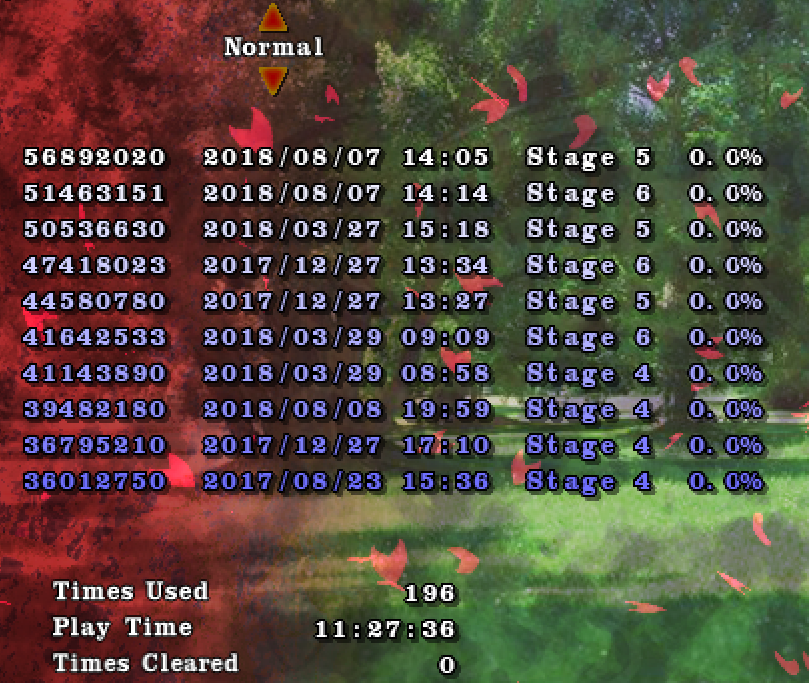 Normal
56892020 2018/08/07 14:05 Stage 5 0.0%
51463151 2018/08/07 14:14 Stage 6 0.0%
50536630 2018/03/27 15:18 Stage 5 0.0%
47418023 2017/12/27 13:34 Stage 6 0.0%
44580780 2017/12/27 13:27 Stage 5 0.0%
41642533 2018/03/29 09:09 Stage 6 0.0%
41143890 2018/03/29 08:58 Stage 4 0.0%
39482180 2018/08/08 19:59 Stage 4 0.0%
36795210 2017/12/27 17:10 Stage 4 0.0%
36012750 2017/08/23 15:36 Stage 4 0.0%
Times Used 196
Play Time 11:27:36
Times Cleared 0